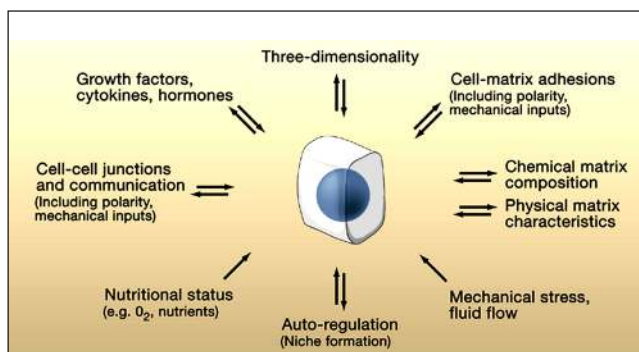 Three-dimensionality
Growth factors,
cytokines, hormones
Cell-matrix adhesions
(Including polarity,
mechanical inputs)
Cell-cell junctions
and communication
(Including polarity,
mechanical inputs)
Chemical matrix
composition
Physical matrix
characteristics
Nutritional status
(e.g. 0₂, nutrients)
Auto-regulation
(Niche formation)
Mechanical stress,
fluid flow